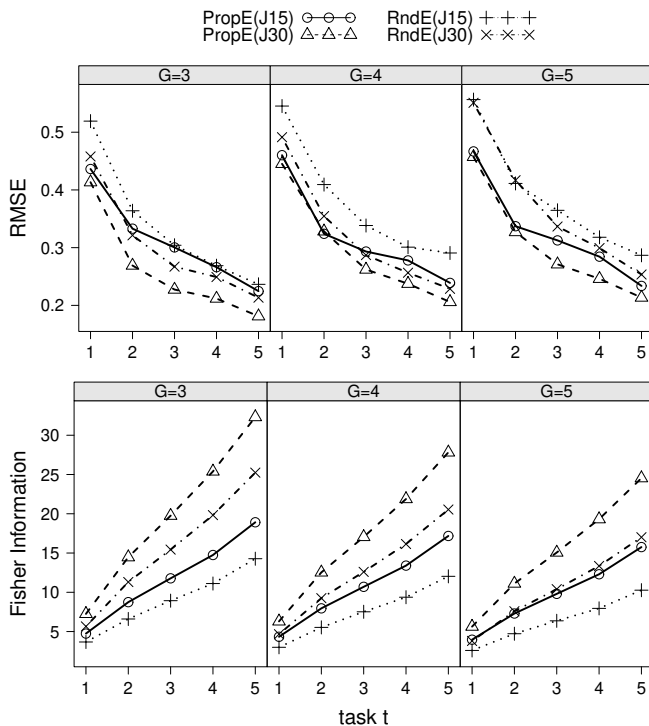 PropE(J15) RndE(J15)
PropE(J30) RndE(J30)
G=3 G=4 G=5
RMSE
0.5
0.4
0.3
0.2
1 2 3 4 5 1 2 3 4 5 1 2 3 4 5
G=3 G=4 G=5
Fisher Information
30
25
20
15
10
5
1 2 3 4 5 1 2 3 4 5 1 2 3 4 5
task t